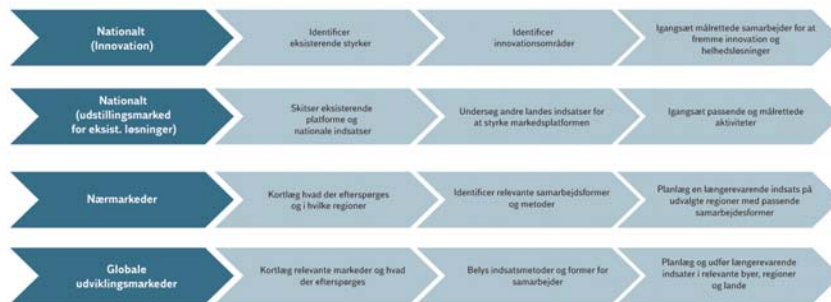 Nationalt
(Innovation)
Identificer
eksisterende styrker
Identificer
innovationsområder
Igangsæt målrettede samarbejder for at
fremme innovation og
helhedsløsninger
Nationalt
(udstillingsmarked
for eksist. løsninger)
Skitser eksisterende
platforme og
nationale indsatser
Undersøg andre landes indsatser for
at styrke markedsplatformen
Igangsæt passende og målrettede
aktiviteter
Nærmarkeder
Kortlæg hvad der efterspørges
og i hvilke regioner
Identificer relevante samarbejdsformer
og metoder
Planlæg en længerevarende indsats på
udvalgte regioner med passende
samarbejdesformer
Globale
udviklingsmarkeder
Kortlæg relevante markeder og hvad
der efterspørges
Belys indsatsmetoder og former for
samarbejder
Planlæg og udfør længerevarende
indsater i relevante byer, regioner
og lande